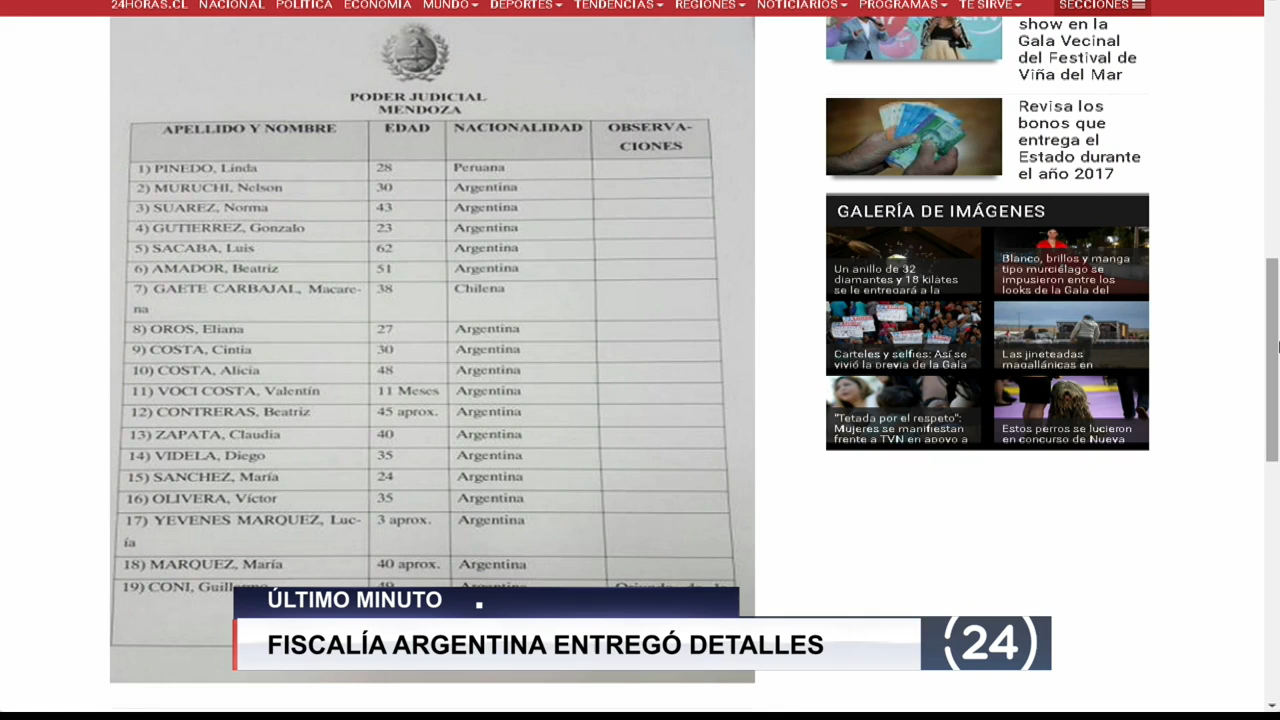 24HORAS.CL NACIONAL POLÍTICA ECONOMÍA MUNDO DEPORTES TENDENCIAS REGIONES NOTICIARIOS PROGRAMAS TE SIRVE SECCIONES
PODER JUDICIAL
MENDOZA
APELLIDO Y NOMBRE EDAD NACIONALIDAD OBSERVA-
CIONES
1) PINEDO, Linda 28 Peruana
2) MURUCHI, Nelson 30 Argentina
3) SUAREZ, Norma 43 Argentina
4) GUTIERREZ, Gonzalo 23 Argentina
5) SACABA, Luis 62 Argentina
6) AMADOR, Beatriz 51 Argentina
7) GAETE CARBAJAL, Macare- 38 Chilena
na
8) OROS, Eliana 27 Argentina
9) COSTA, Cintia 30 Argentina
10) COSTA, Alicia 48 Argentina
11) VOCI COSTA, Valentín 11 Meses Argentina
12) CONTRERAS, Beatriz 45 aprox. Argentina
13) ZAPATA, Claudia 40 Argentina
14) VIDELA, Diego 35 Argentina
15) SANCHEZ, María 24 Argentina
16) OLIVERA, Víctor 35 Argentina
17) YEVENES MARQUEZ, Luc- 3 aprox. Argentina
ía
18) MARQUEZ, María 40 aprox. Argentina
19) CONI,
show en la
Gala Vecinal
del Festival de
Viña del Mar
Revisa los
bonos que
entrega el
Estado durante
el año 2017
GALERÍA DE IMÁGENES
Un anillo de 32
diamantes y 18 kilates
se le entregará a la
Blanco, brillos y manga
tipo murciélago se
impusieron entre los
looks de la Gala del
Carteles y selfies: Así se
vivió la previa de la Gala
Las jineteadas
magallánicas en
"Tetada por el respeto":
Mujeres se manifiestan
frente a TVN en apoyo a
Estos perros se lucieron
en concurso de Nueva
ÚLTIMO MINUTO
FISCALÍA ARGENTINA ENTREGÓ DETALLES
24